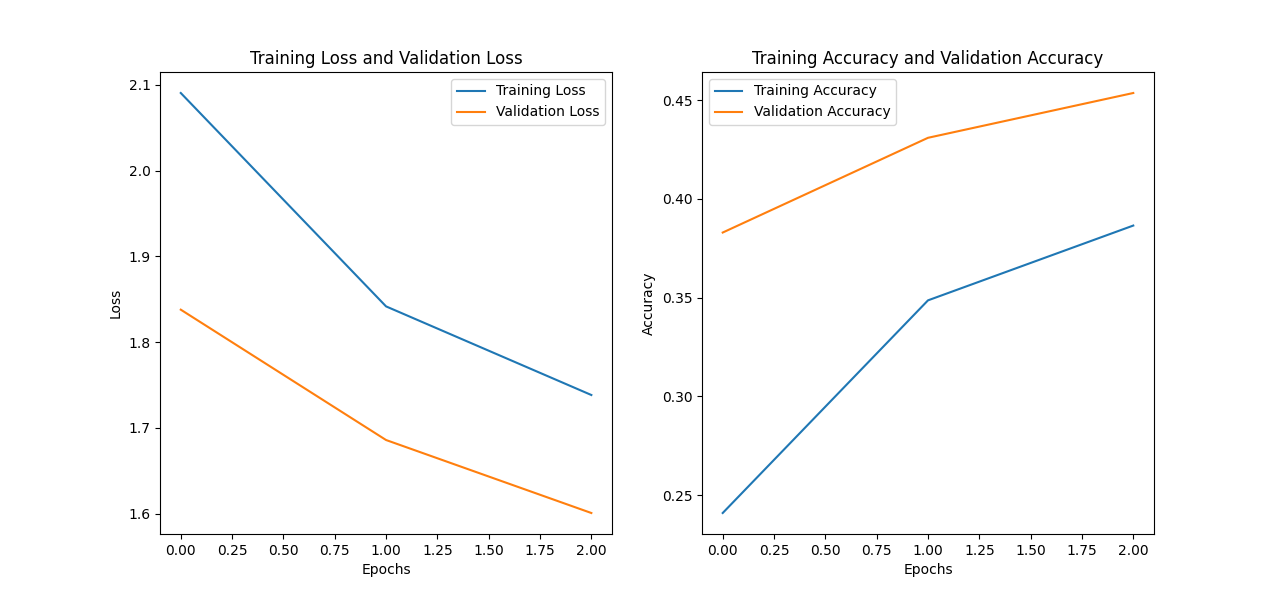 Training Loss and Validation Loss
2.1
2.0
1.9
1.8
1.7
1.6
Loss
0.00 0.25 0.50 0.75 1.00 1.25 1.50 1.75 2.00
Epochs
Training Loss
Validation Loss
Training Accuracy and Validation Accuracy
0.45
0.40
0.35
0.30
0.25
Accuracy
0.00 0.25 0.50 0.75 1.00 1.25 1.50 1.75 2.00
Epochs
Training Accuracy
Validation Accuracy